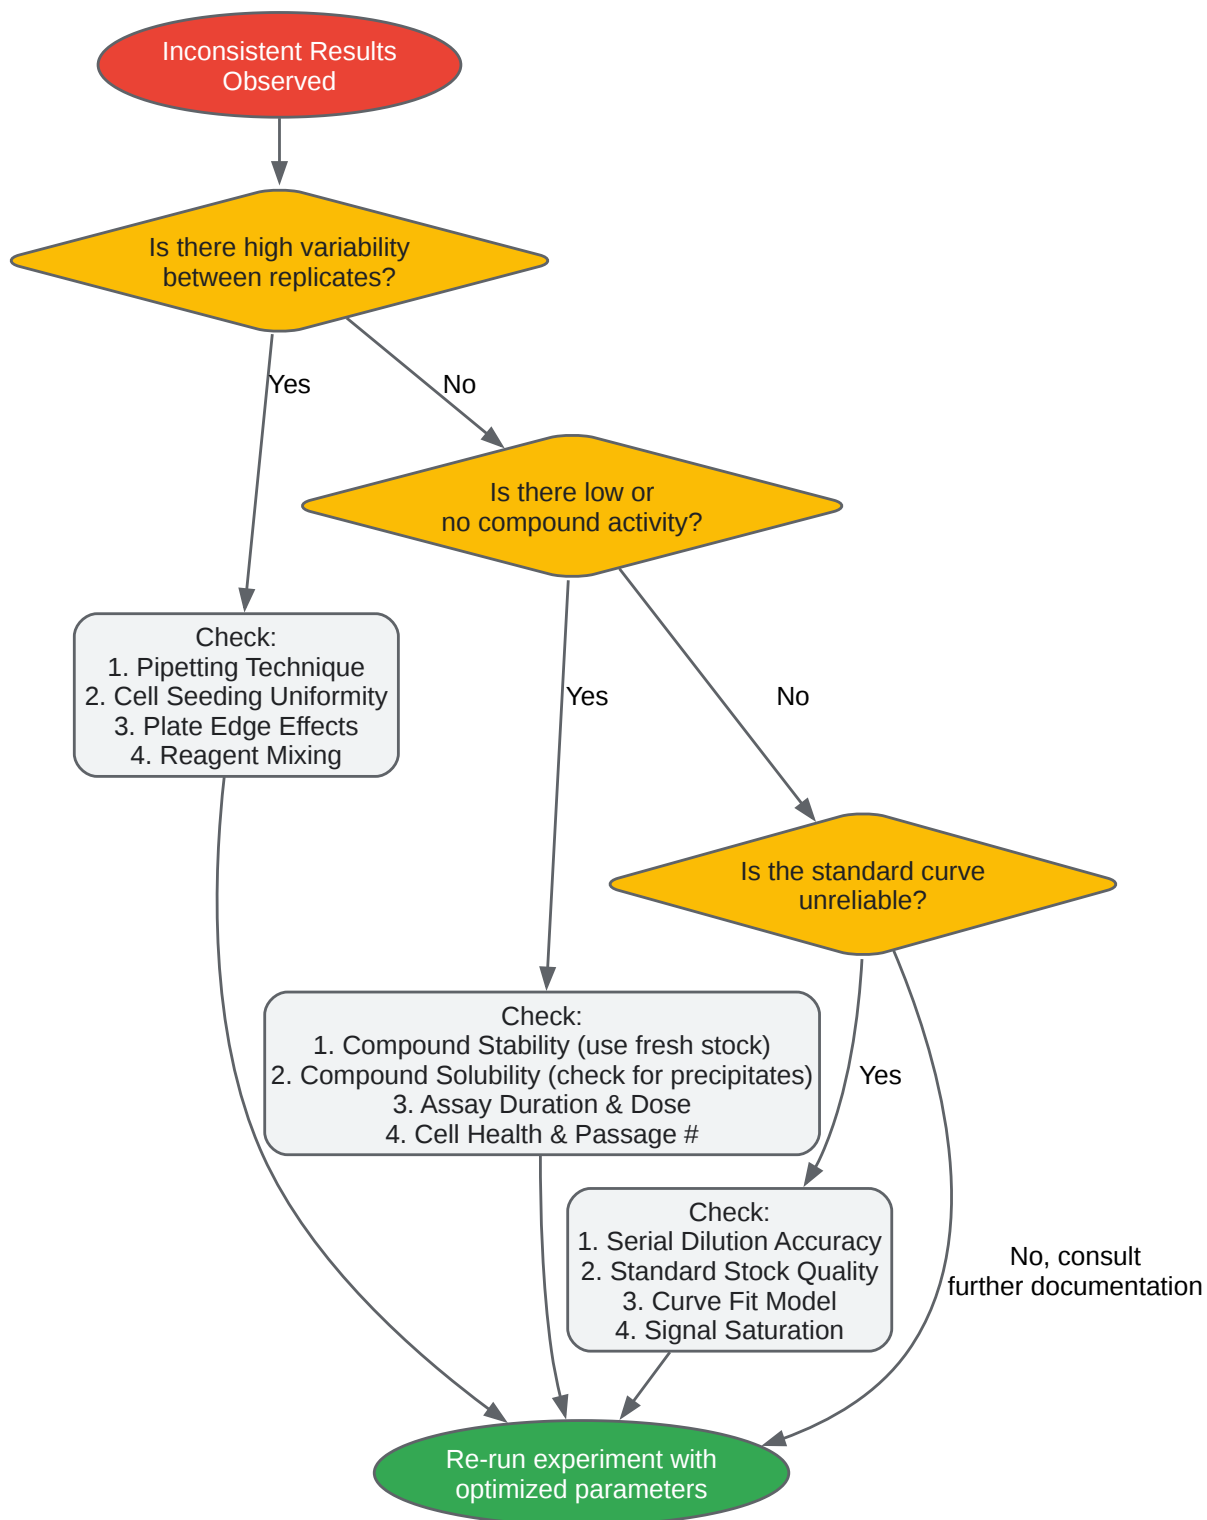 Inconsistent Results
Observed
Is there high variability
between replicates?
Yes
No
Is there low or
no compound activity?
Check:
1. Pipetting Technique
2. Cell Seeding Uniformity
3. Plate Edge Effects
4. Reagent Mixing
Yes
No
Is the standard curve
unreliable?
Check:
1. Compound Stability (use fresh stock)
2. Compound Solubility (check for precipitates)
3. Assay Duration & Dose
4. Cell Health & Passage #
Yes
Check:
1. Serial Dilution Accuracy
2. Standard Stock Quality
3. Curve Fit Model
4. Signal Saturation
No, consult
further documentation
Re-run experiment with
optimized parameters